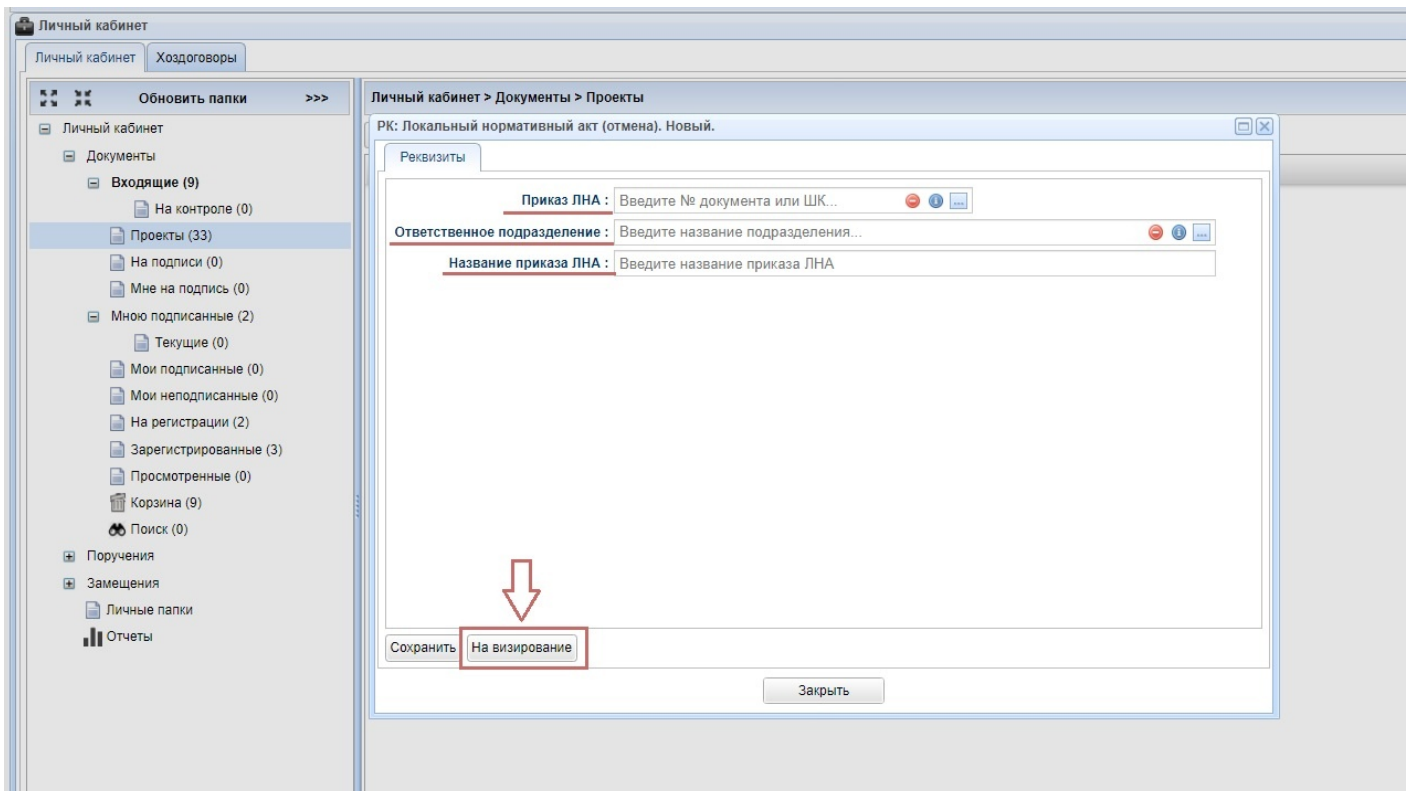 Личный кабинет
Личный кабинет
Хоздоговоры
Обновить папки >>>
Личный кабинет > Документы > Проекты
Личный кабинет
Документы
Входящие (9)
На контроле (0)
Проекты (33)
На подписи (0)
Мне на подпись (0)
Мною подписанные (2)
Текущие (0)
Мои подписанные (0)
Мои неподписанные (0)
На регистрации (2)
Зарегистрированные (3)
Просмотренные (0)
Корзина (9)
Поиск (0)
Поручения
Замещения
Личные папки
Отчеты
РК: Локальный нормативный акт (отмена). Новый.
Реквизиты
Приказ ЛНА : Введите № документа или ШК...
Ответственное подразделение : Введите название подразделения...
Название приказа ЛНА : Введите название приказа ЛНА
Сохранить
На визирование
Закрыть